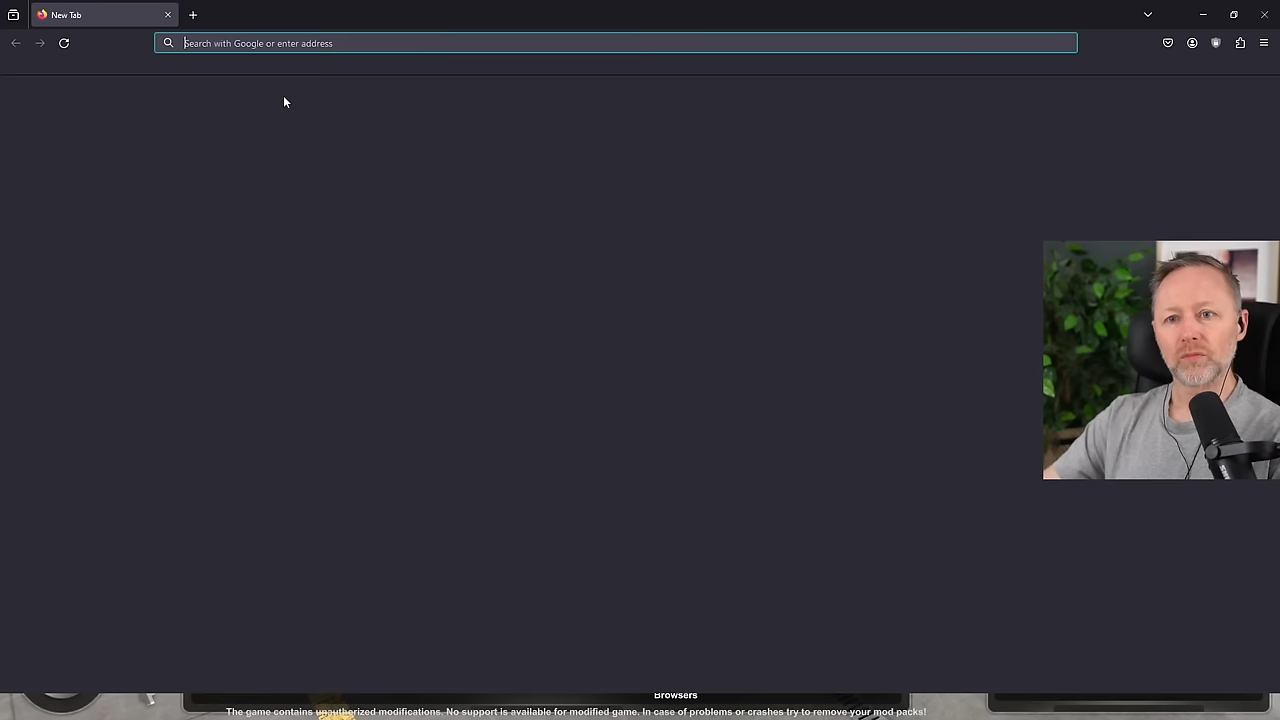 New Tab
Search with Google or enter address
Browsers
The game contains unauthorized modifications. No support is available for modified game. In case of problems or crashes try to remove your mod packs!